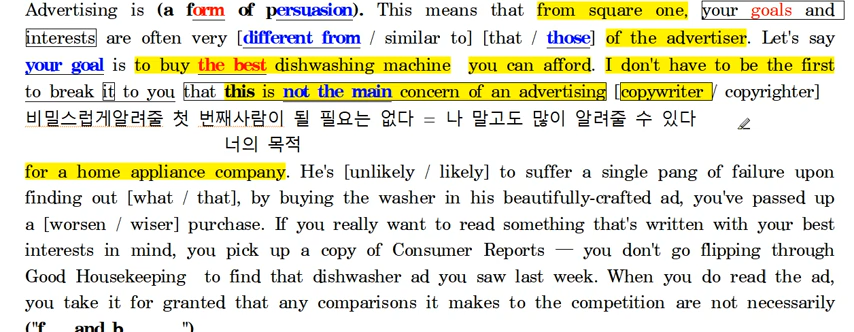 Advertising is (a form of persuasion). This means that from square one, your goals and
interests are often very [different from / similar to] [that / those] of the advertiser. Let's say
your goal is to buy the best dishwashing machine you can afford. I don't have to be the first
to break it to you that this is not the main concern of an advertising [copywriter / copyrighter]
비밀스럽게알려줄 첫 번째사람이 될 필요는 없다 = 나 말고도 많이 알려줄 수 있다
너의 목적
for a home appliance company. He's [unlikely / likely] to suffer a single pang of failure upon
finding out [what / that], by buying the washer in his beautifully-crafted ad, you've passed up
a [worsen / wiser] purchase. If you really want to read something that's written with your best
interests in mind, you pick up a copy of Consumer Reports — you don't go flipping through
Good Housekeeping to find that dishwasher ad you saw last week. When you do read the ad,
you take it for granted that any comparisons it makes to the competition are not necessarily
("f__ and b______")